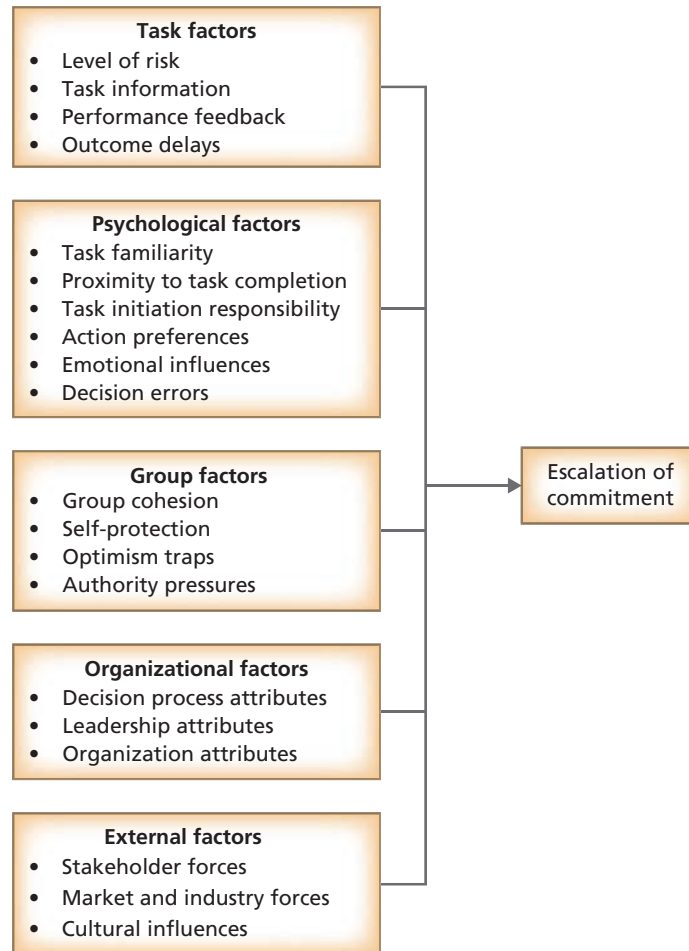 Task factors
• Level of risk
• Task information
• Performance feedback
• Outcome delays
Psychological factors
• Task familiarity
• Proximity to task completion
• Task initiation responsibility
• Action preferences
• Emotional influences
• Decision errors
Group factors
• Group cohesion
• Self-protection
• Optimism traps
• Authority pressures
Organizational factors
• Decision process attributes
• Leadership attributes
• Organization attributes
External factors
• Stakeholder forces
• Market and industry forces
• Cultural influences
Escalation of
commitment